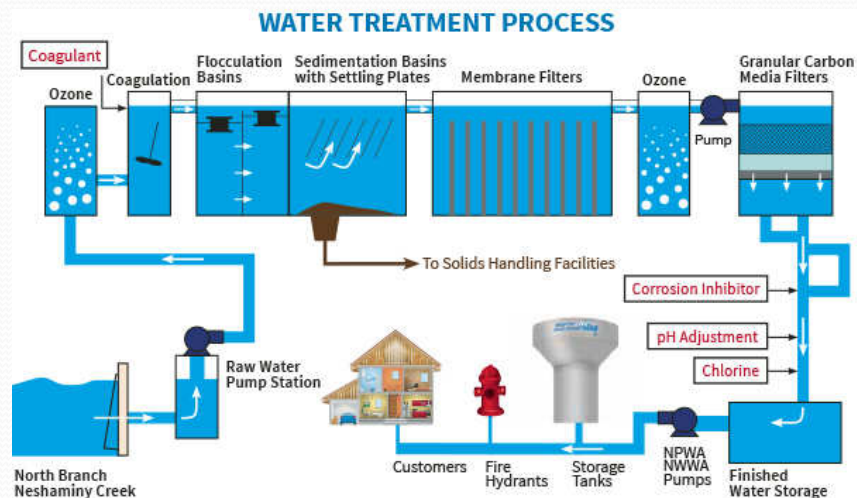 WATER TREATMENT PROCESS
Coagulant
Ozone
Coagulation
Flocculation
Basins
Sedimentation Basins
with Settling Plates
Membrane Filters
Ozone
Pump
Granular Carbon
Media Filters
To Solids Handling Facilities
Corrosion Inhibitor
pH Adjustment
Chlorine
Raw Water
Pump Station
North Branch
Neshaminy Creek
Customers
Fire
Hydrants
Storage
Tanks
NPWA
NWWA
Pumps
Finished
Water Storage